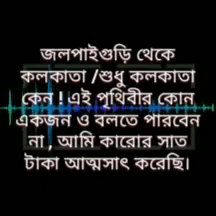 জলপাইগুড়ি থেকে
কলকাতা /শুধু কলকাতা
কেন ! এই পৃথিবীর কোন
একজন ও বলতে পারবেন
না , আমি কারোর সাত
টাকা আত্মসাৎ করেছি।